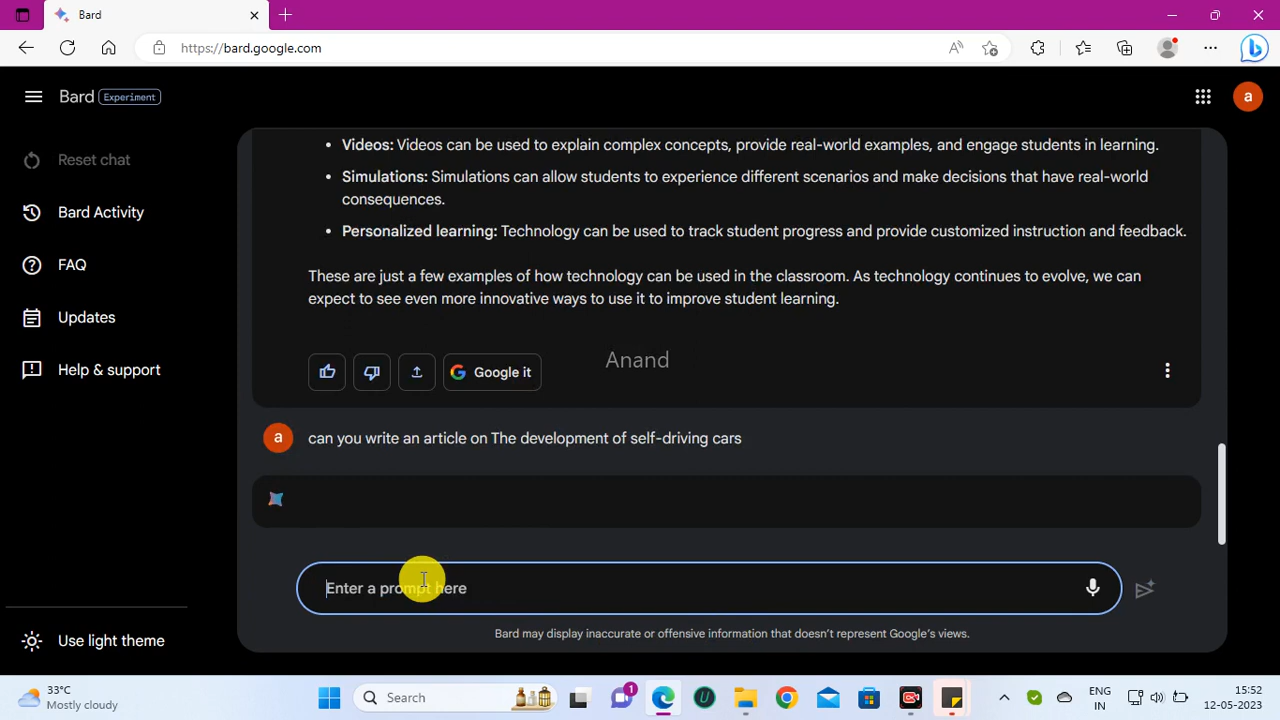 Bard
https://bard.google.com
Bard Experiment
a
Reset chat
Bard Activity
FAQ
Updates
Help & support
Use light theme
• Videos: Videos can be used to explain complex concepts, provide real-world examples, and engage students in learning.
• Simulations: Simulations can allow students to experience different scenarios and make decisions that have real-world
consequences.
• Personalized learning: Technology can be used to track student progress and provide customized instruction and feedback.
These are just a few examples of how technology can be used in the classroom. As technology continues to evolve, we can
expect to see even more innovative ways to use it to improve student learning.
Google it
Anand
a can you write an article on The development of self-driving cars
Enter a prompt here
Bard may display inaccurate or offensive information that doesn't represent Google's views.
33°C
Mostly cloudy
Search
1
ENG
IN
15:52
12-05-2023